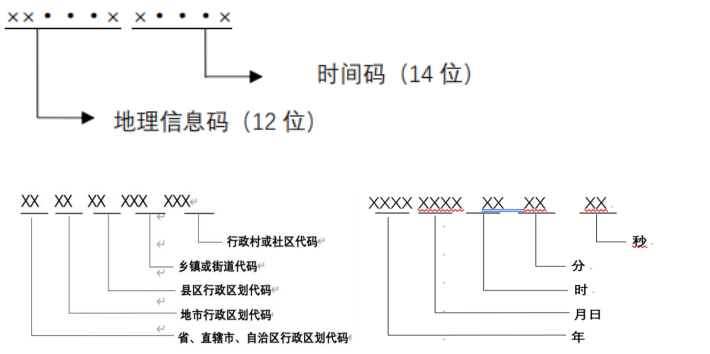 ××•••× ×•••×
时间码（14 位）
地理信息码（12 位）
XX XX XX XXX XXX
行政村或社区代码
乡镇或街道代码
县区行政区划代码
地市行政区划代码
省、直辖市、自治区行政区划代码
XXXX XXXX XX XX XX
秒
分
时
月日
年